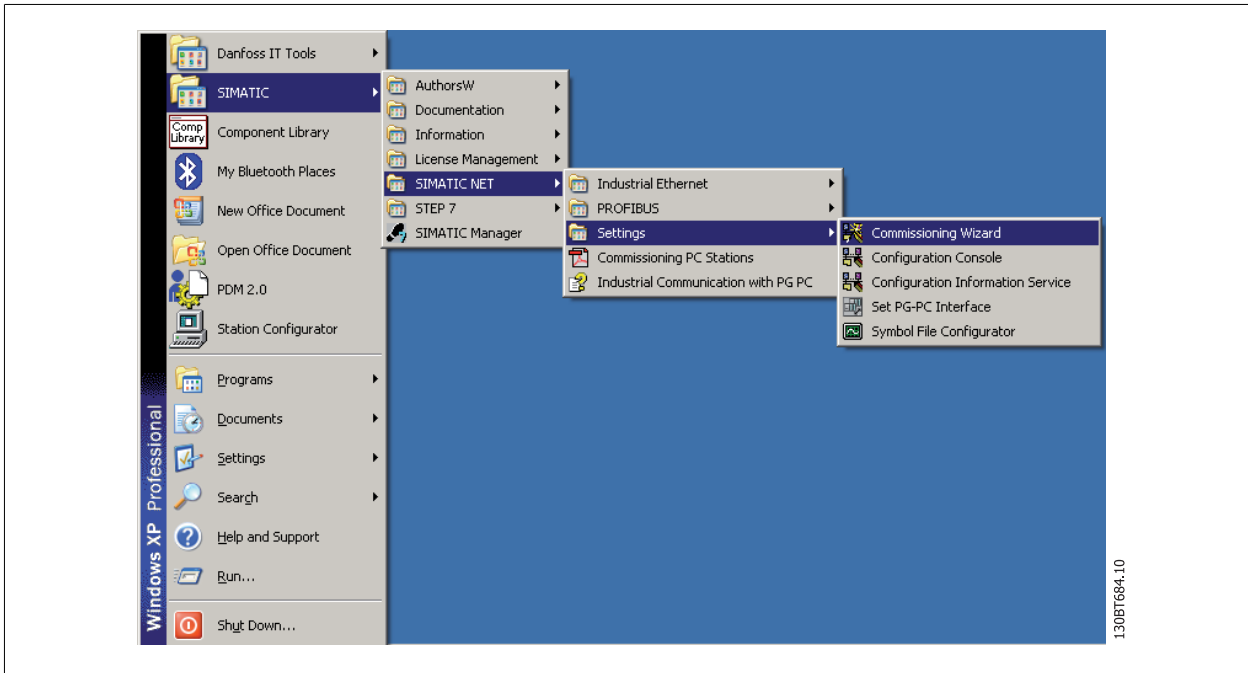 Danfoss IT Tools
SIMATIC
Comp
Library
Component Library
My Bluetooth Places
New Office Document
Open Office Document
PDM 2.0
Station Configurator
Programs
Documents
Settings
Search
Help and Support
Run...
Shut Down...
Windows XP Professional
AuthorsW
Documentation
Information
License Management
SIMATIC NET
STEP 7
SIMATIC Manager
Industrial Ethernet
PROFIBUS
Settings
Commissioning PC Stations
Industrial Communication with PG PC
Commissioning Wizard
Configuration Console
Configuration Information Service
Set PG-PC Interface
Symbol File Configurator
130BT684.10